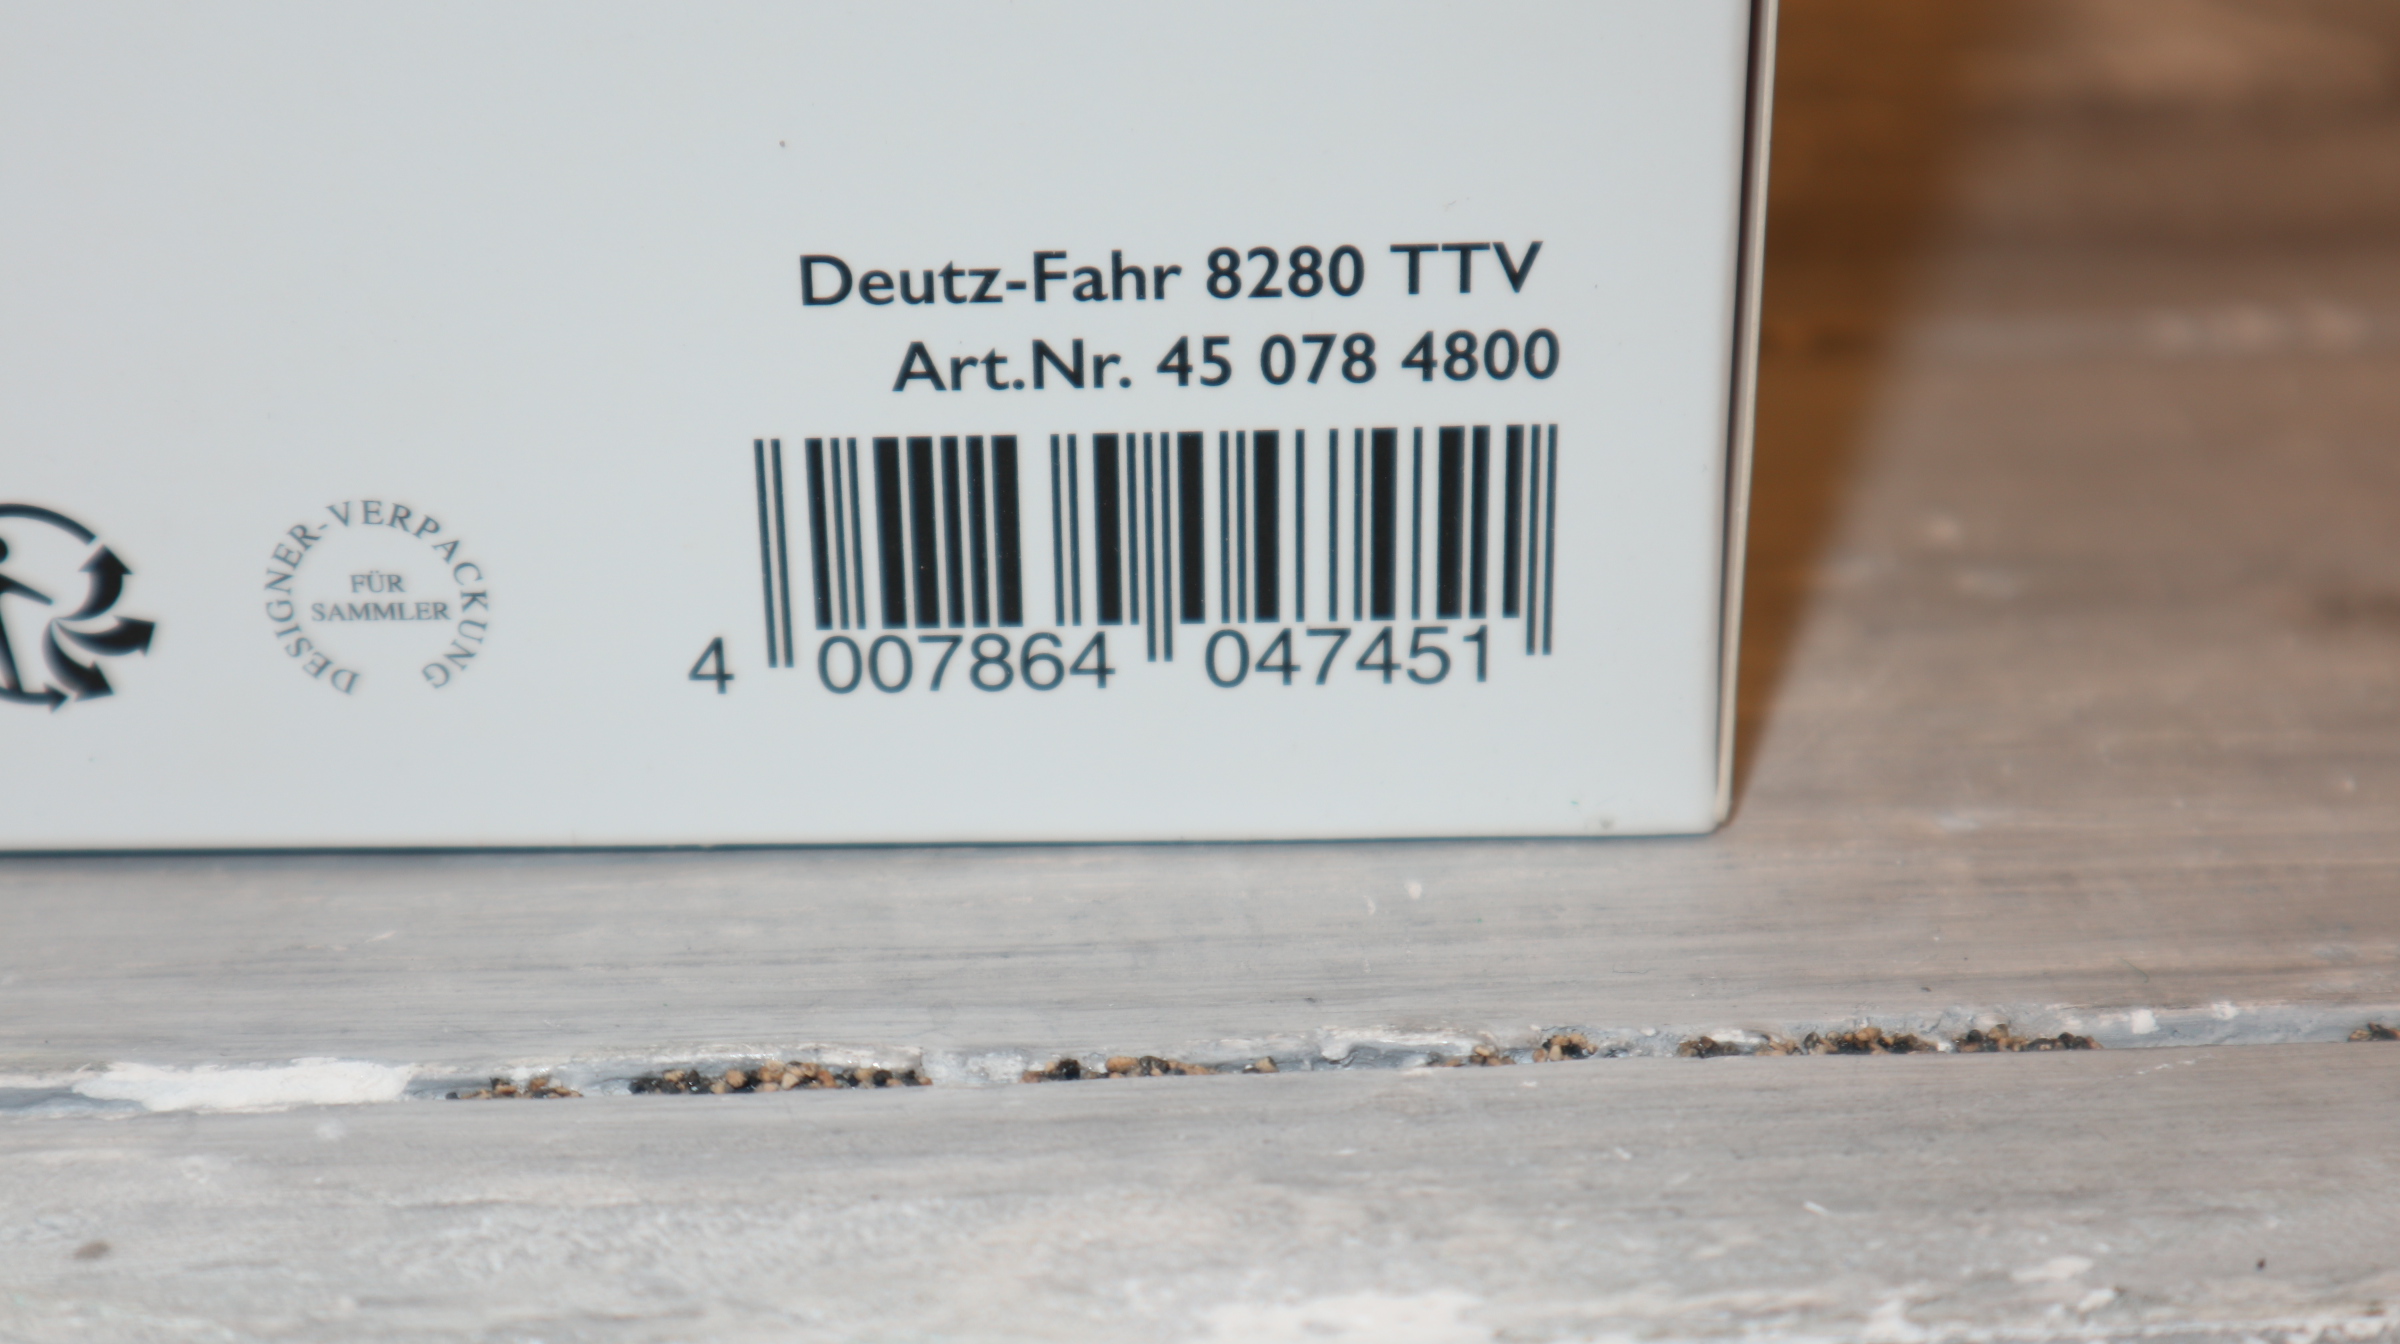 Deutz-Fahr 8280 TTV
Art.Nr. 45 078 4800
4 007864 047451
DESIGNER-VERPACKUNG
FÜR
SAMMLER